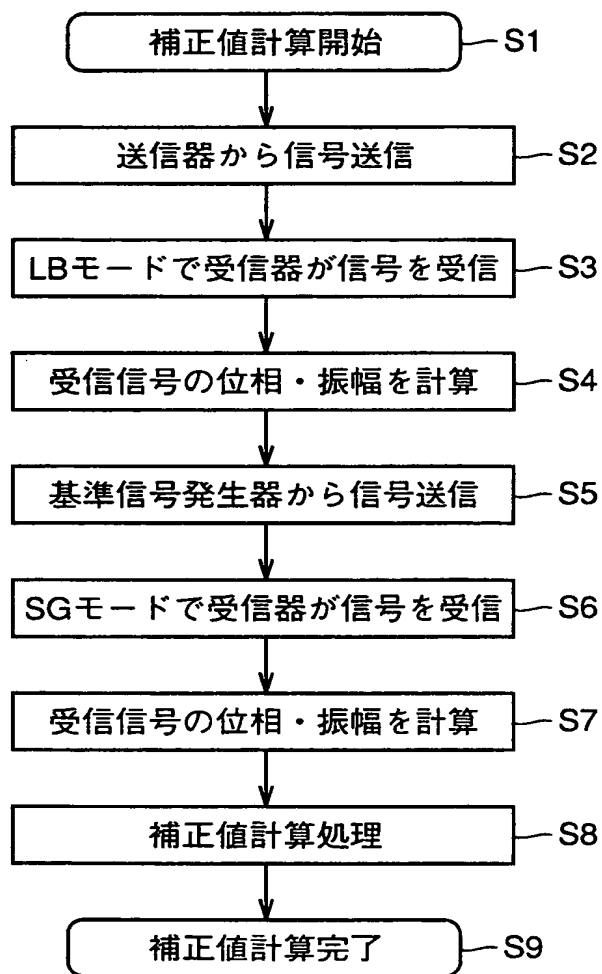 補正値計算開始 S1
送信器から信号送信 S2
LBモードで受信器が信号を受信 S3
受信信号の位相・振幅を計算 S4
基準信号発生器から信号送信 S5
SGモードで受信器が信号を受信 S6
受信信号の位相・振幅を計算 S7
補正値計算処理 S8
補正値計算完了 S9